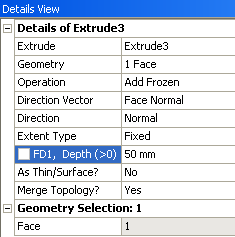 Details View
Details of Extrude3
Extrude Extrude3
Geometry 1 Face
Operation Add Frozen
Direction Vector Face Normal
Direction Normal
Extent Type Fixed
FD1, Depth (>0) 50 mm
As Thin/Surface? No
Merge Topology? Yes
Geometry Selection: 1
Face 1